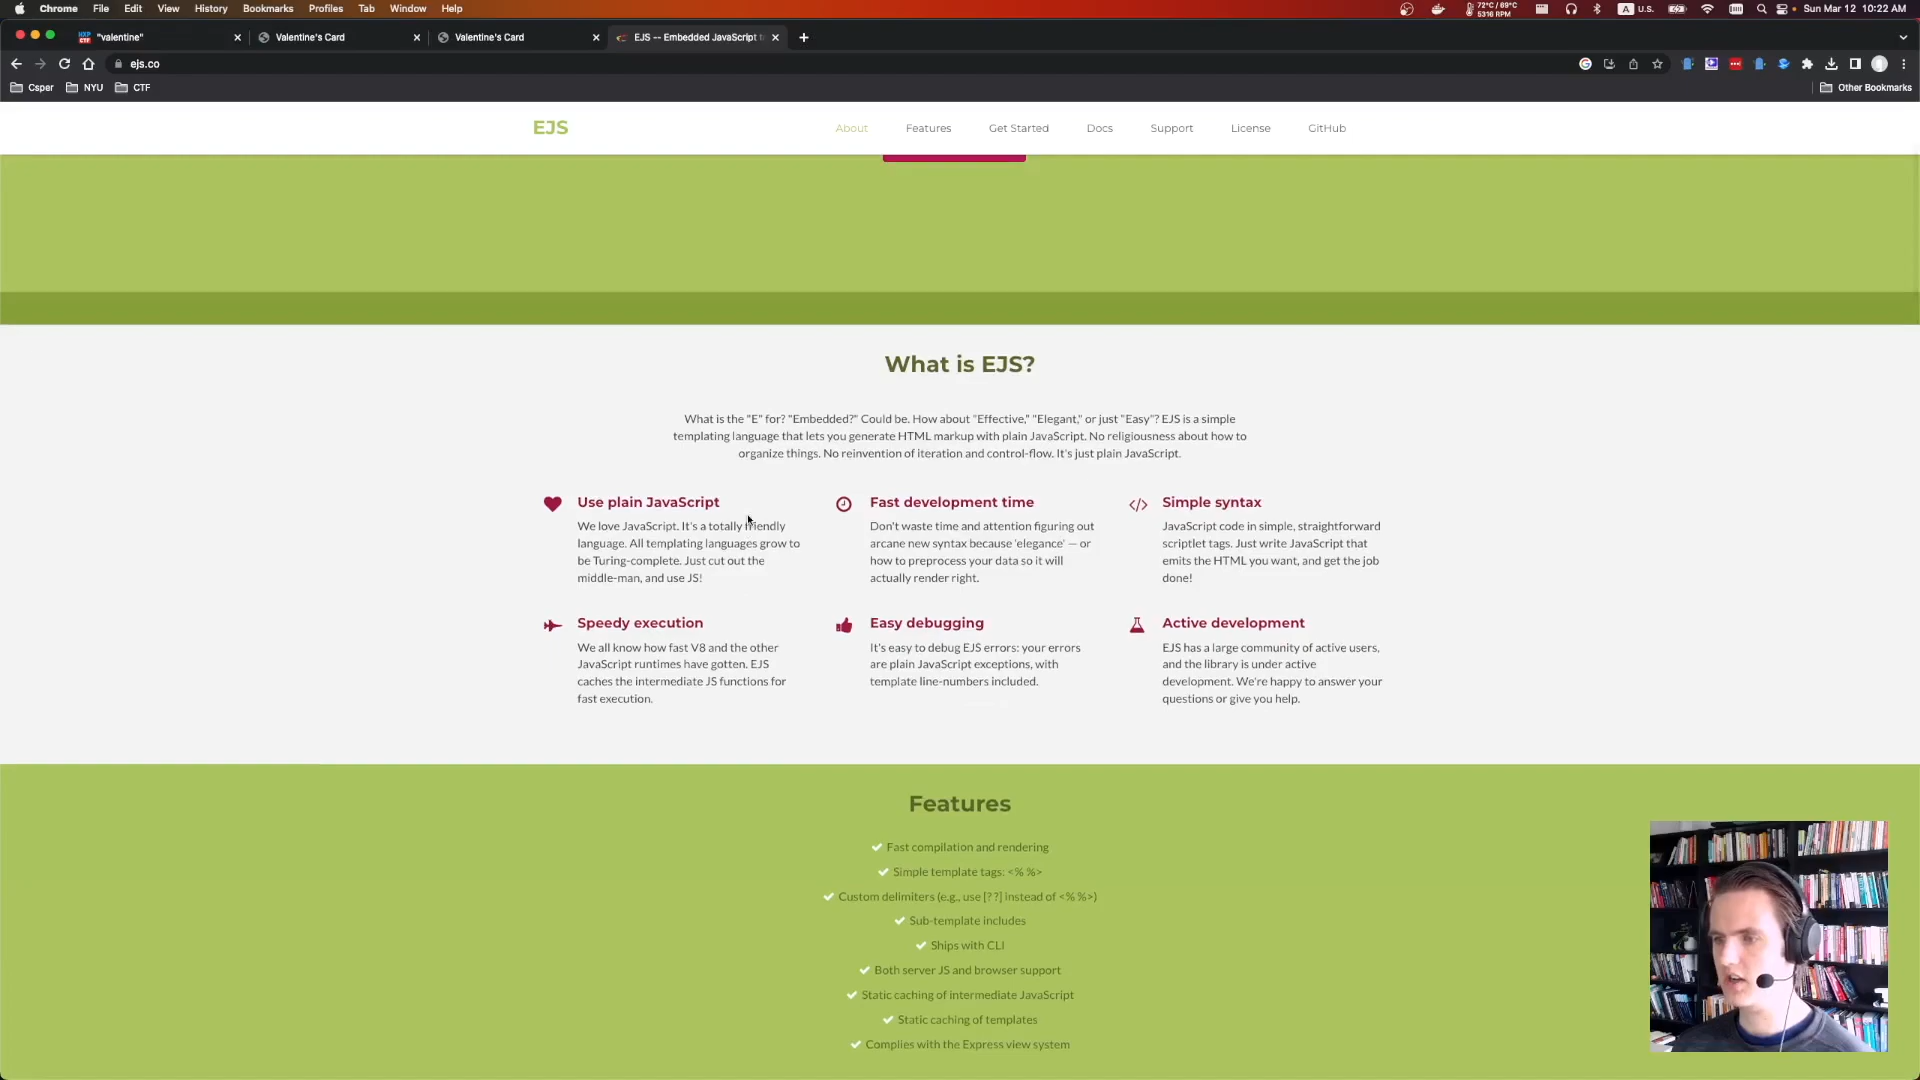 Chrome File Edit View History Bookmarks Profiles Tab Window Help
72°C / 69°C
5316 RPM
A U.S.
Sun Mar 12 10:22 AM
"valentine"
Valentine's Card
Valentine's Card
EJS -- Embedded JavaScript t
ejs.co
Csper NYU CTF
Other Bookmarks
EJS
About Features Get Started Docs Support License GitHub
What is EJS?
What is the "E" for? "Embedded?" Could be. How about "Effective," "Elegant," or just "Easy"? EJS is a simple
templating language that lets you generate HTML markup with plain JavaScript. No religiousness about how to
organize things. No reinvention of iteration and control-flow. It's just plain JavaScript.
Use plain JavaScript
We love JavaScript. It's a totally friendly
language. All templating languages grow to
be Turing-complete. Just cut out the
middle-man, and use JS!
Fast development time
Don't waste time and attention figuring out
arcane new syntax because 'elegance' — or
how to preprocess your data so it will
actually render right.
Simple syntax
JavaScript code in simple, straightforward
scriptlet tags. Just write JavaScript that
emits the HTML you want, and get the job
done!
Speedy execution
We all know how fast V8 and the other
JavaScript runtimes have gotten. EJS
caches the intermediate JS functions for
fast execution.
Easy debugging
It's easy to debug EJS errors: your errors
are plain JavaScript exceptions, with
template line-numbers included.
Active development
EJS has a large community of active users,
and the library is under active
development. We're happy to answer your
questions or give you help.
Features
Fast compilation and rendering
Simple template tags: <% %>
Custom delimiters (e.g., use [? ?] instead of <% %>)
Sub-template includes
Ships with CLI
Both server JS and browser support
Static caching of intermediate JavaScript
Static caching of templates
Complies with the Express view system